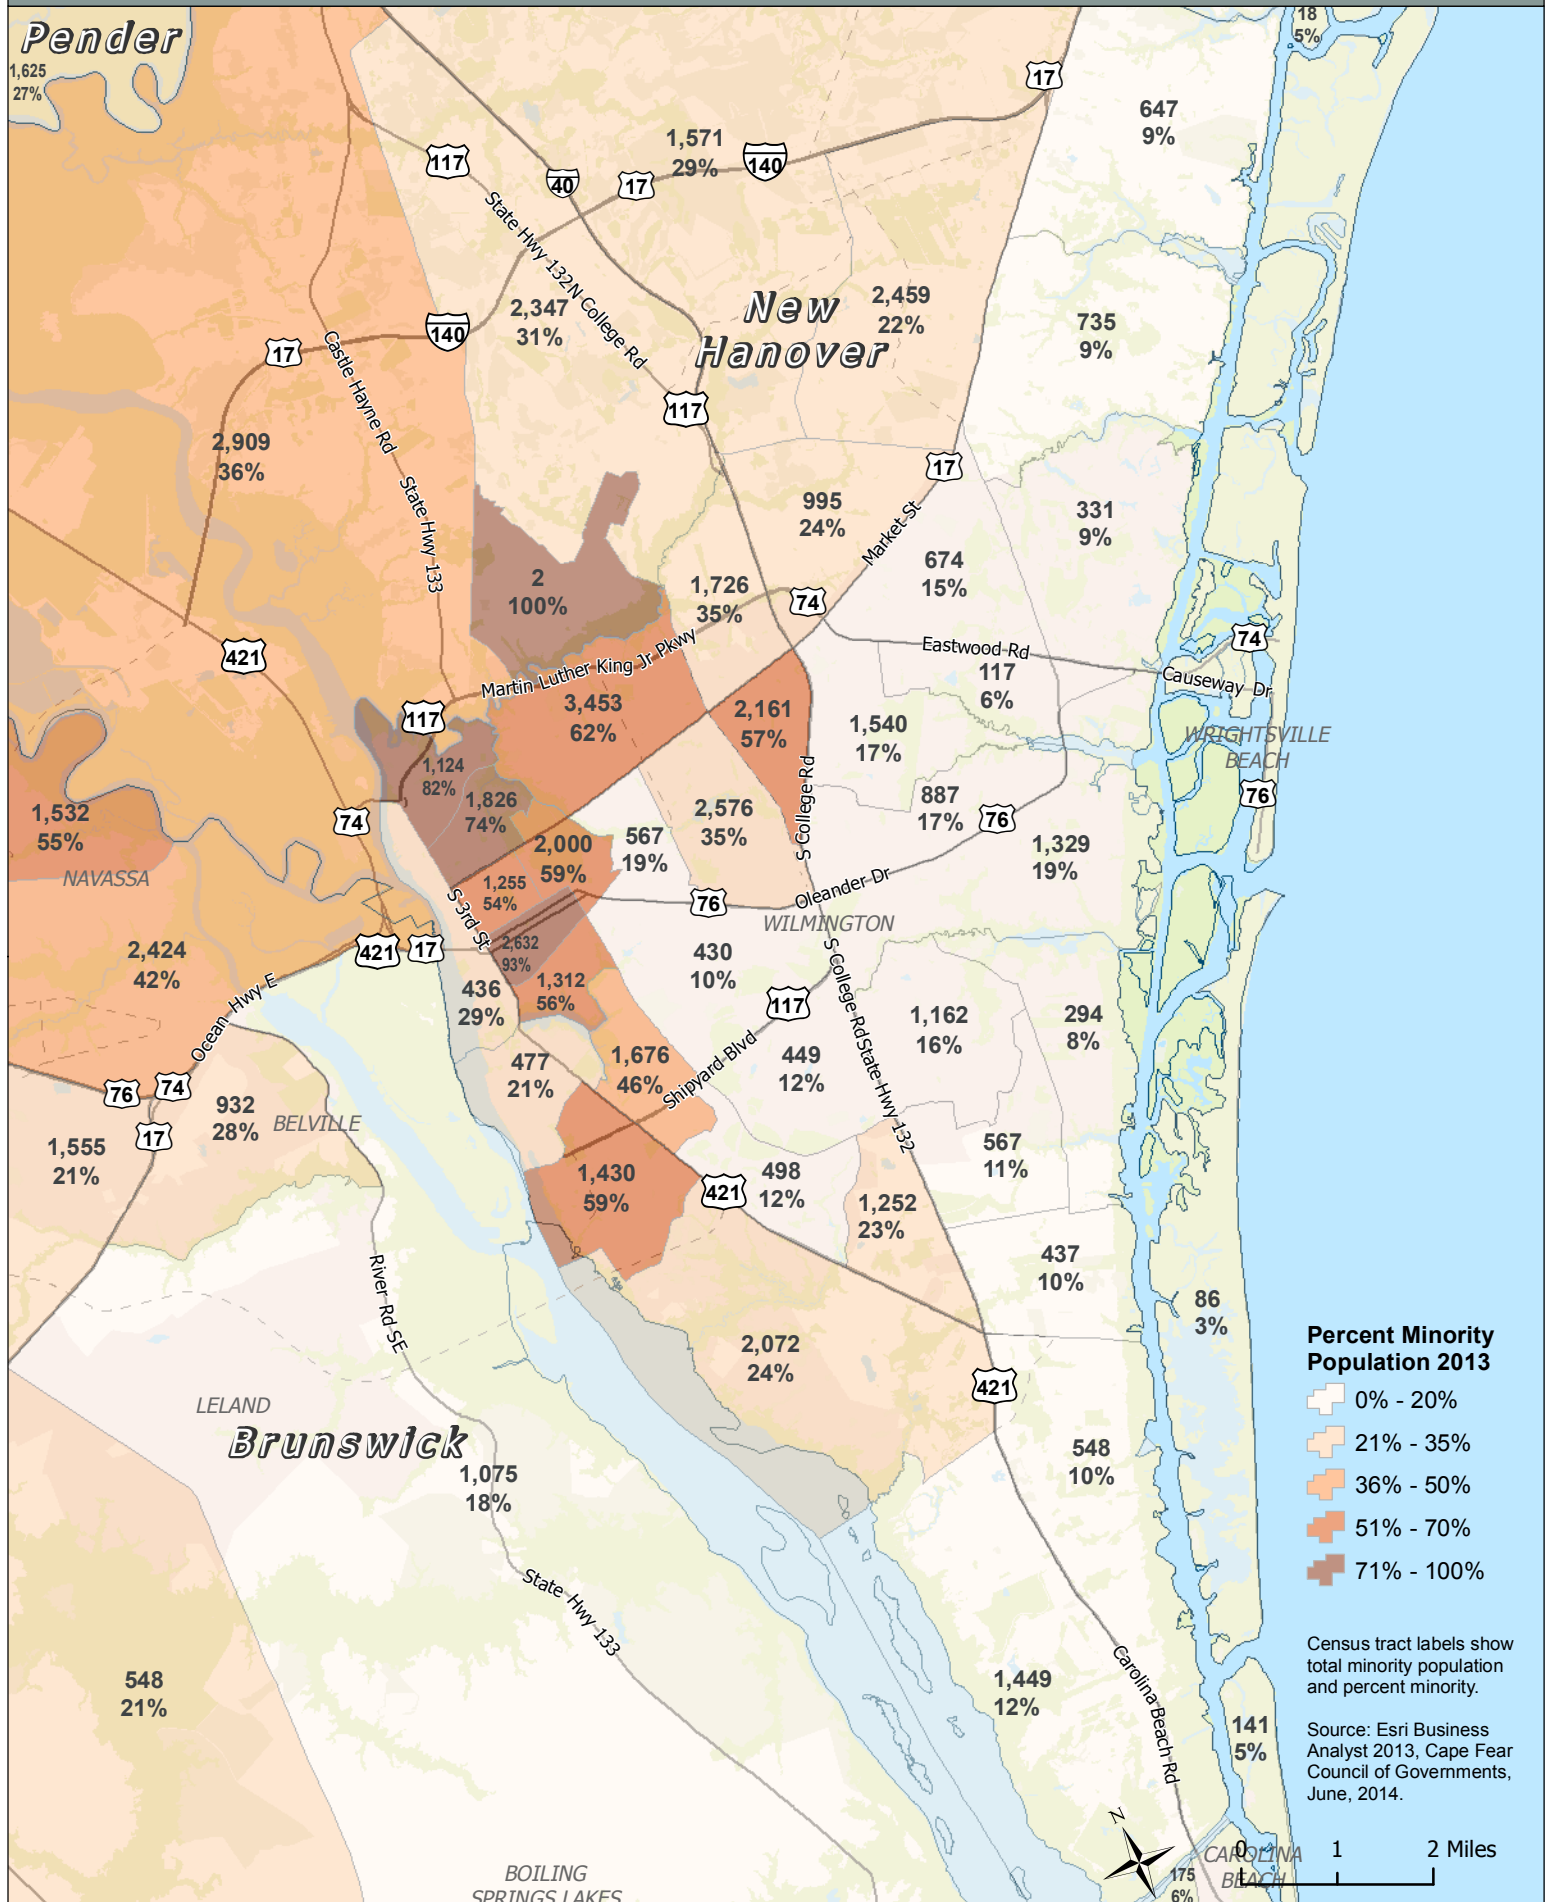 Pender
1,625
27%
18
5%
17
647
9%
1,571
29%
117
40
17
140
State Hwy 132
N College Rd
2,347
31%
New
Hanover
2,459
22%
735
9%
140
17
Castle Hayne Rd
State Hwy 133
2,909
36%
117
17
995
24%
Market St
331
9%
674
15%
2
100%
1,726
35%
74
421
Eastwood Rd
74
Martin Luther King Jr Pkwy
117
6%
Causeway Dr
117
3,453
62%
2,161
57%
1,540
17%
WRIGHTSVILLE
BEACH
1,124
82%
1,826
74%
S College Rd
76
1,532
55%
74
2,000
59%
567
19%
2,576
35%
887
17%
76
1,329
19%
NAVASSA
1,255
54%
Oleander Dr
76
WILMINGTON
S 3rd St
2,632
93%
421
17
2,424
42%
430
10%
S College Rd
State Hwy 132
1,312
56%
436
29%
117
1,162
16%
294
8%
Ocean Hwy E
477
21%
1,676
46%
Shipyard Blvd
449
12%
76
74
932
28%
BELVILLE
17
1,555
21%
567
11%
1,430
59%
421
498
12%
1,252
23%
437
10%
River Rd SE
86
3%
2,072
24%
421
LELAND
Brunswick
1,075
18%
548
10%
Percent Minority
Population 2013
0% - 20%
21% - 35%
36% - 50%
51% - 70%
71% - 100%
State Hwy 133
548
21%
1,449
12%
Carolina Beach Rd
141
5%
Census tract labels show
total minority population
and percent minority.
Source: Esri Business
Analyst 2013, Cape Fear
Council of Governments,
June, 2014.
N
0 1 2 Miles
CAROLINA
BEACH
175
6%
BOILING
SPRINGS LAKES